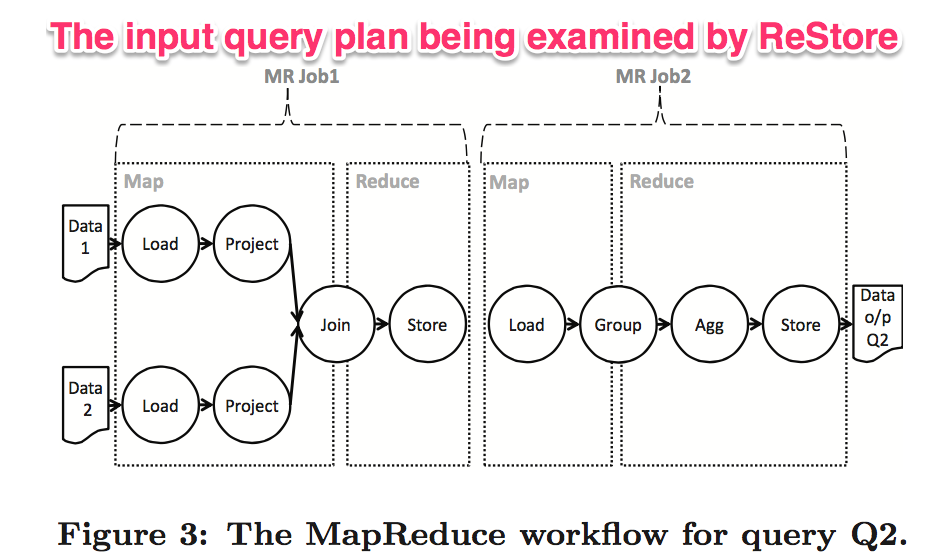 The input query plan being examined by ReStore
MR Job1
MR Job2
Map
Reduce
Map
Reduce
Data
1
Load
Project
Join
Store
Load
Group
Agg
Store
Data
o/p
Q2
Data
2
Load
Project
Figure 3: The MapReduce workflow for query Q2.